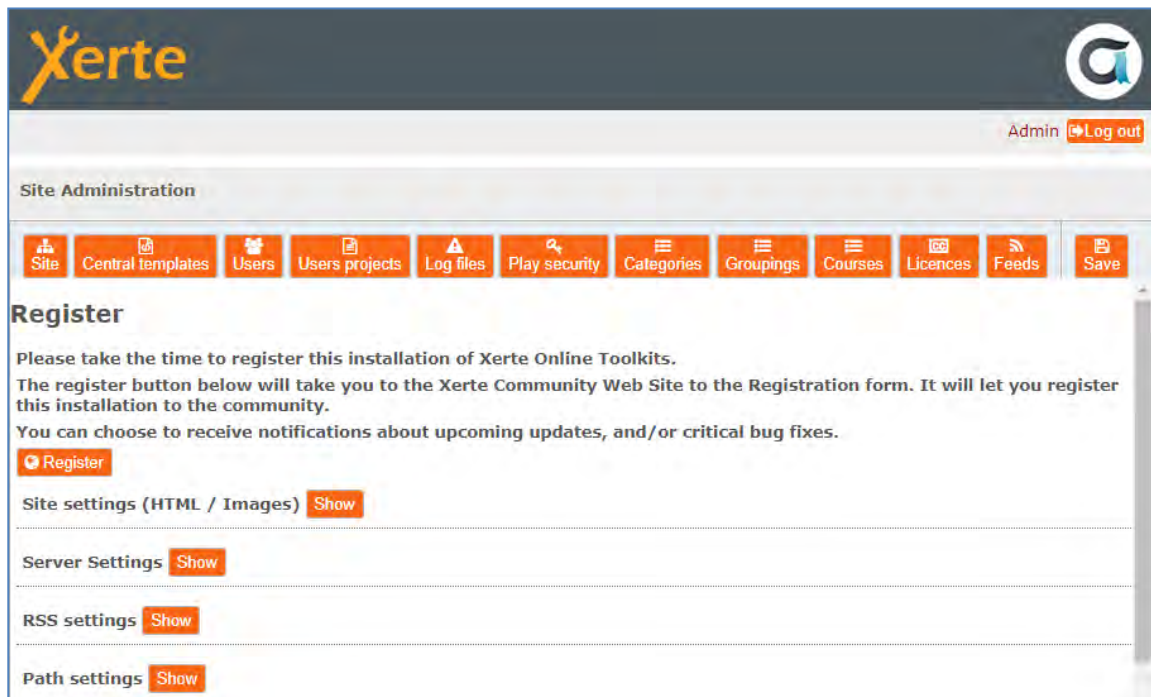 Xerte
Admin Log out
Site Administration
Site Central templates Users Users projects Log files Play security Categories Groupings Courses Licences Feeds Save
Register
Please take the time to register this installation of Xerte Online Toolkits.
The register button below will take you to the Xerte Community Web Site to the Registration form. It will let you register
this installation to the community.
You can choose to receive notifications about upcoming updates, and/or critical bug fixes.
Register
Site settings (HTML / Images) Show
Server Settings Show
RSS settings Show
Path settings Show